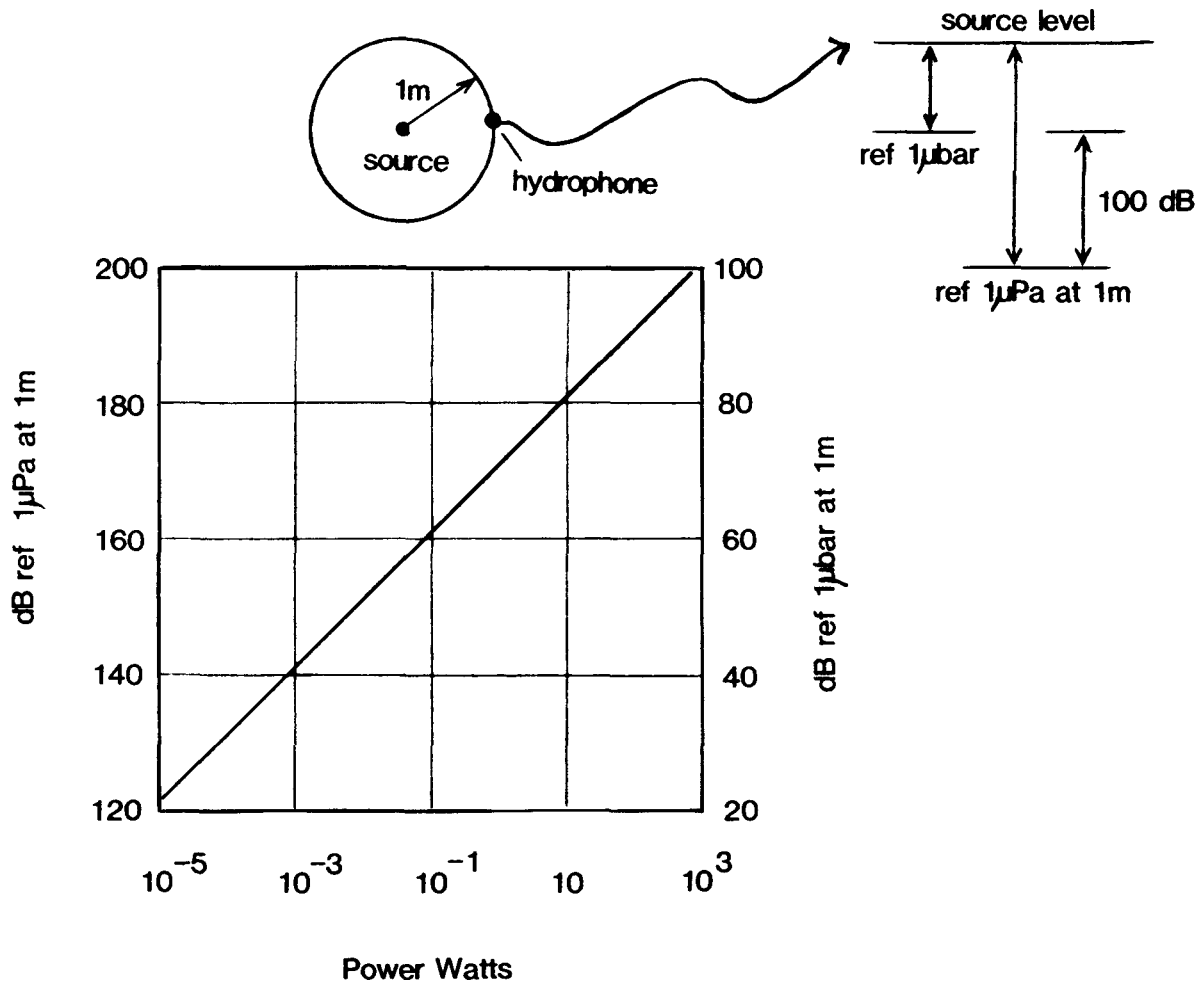 source level
1m
source
hydrophone
ref 1μbar
100 dB
ref 1μPa at 1m
200
180
160
140
120
100
80
60
40
20
dB ref 1μPa at 1m
dB ref 1μbar at 1m
10⁻⁵ 10⁻³ 10⁻¹ 10 10³
Power Watts